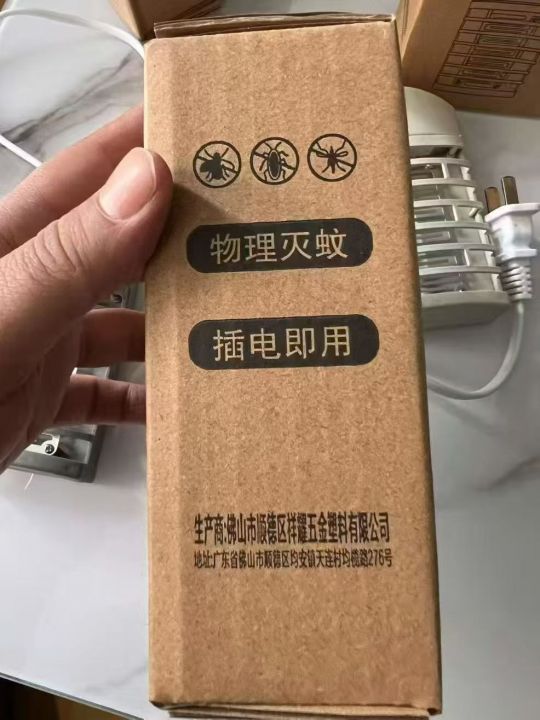 物理灭蚊
插电即用
生产商:佛山市顺德区祥耀五金塑料有限公司
地址:广东省佛山市顺德区均安镇天连村均榄路276号